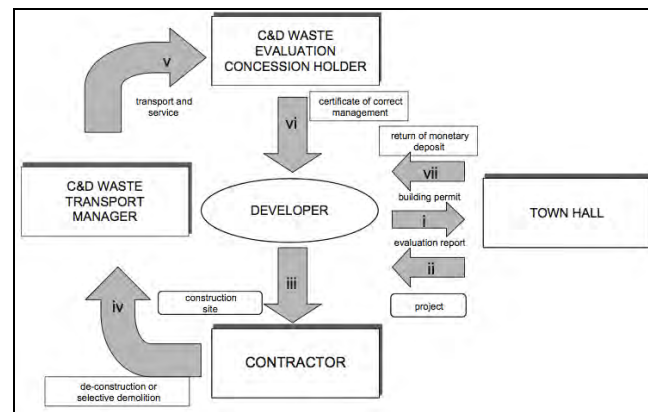 C&D WASTE
EVALUATION
CONCESSION HOLDER
v
transport and
service
certificate of correct
management
vi
return of monetary
deposit
vii
C&D WASTE
TRANSPORT
MANAGER
DEVELOPER
building permit
i
TOWN HALL
evaluation report
ii
iii
construction
site
project
iv
CONTRACTOR
de-construction or
selective demolition